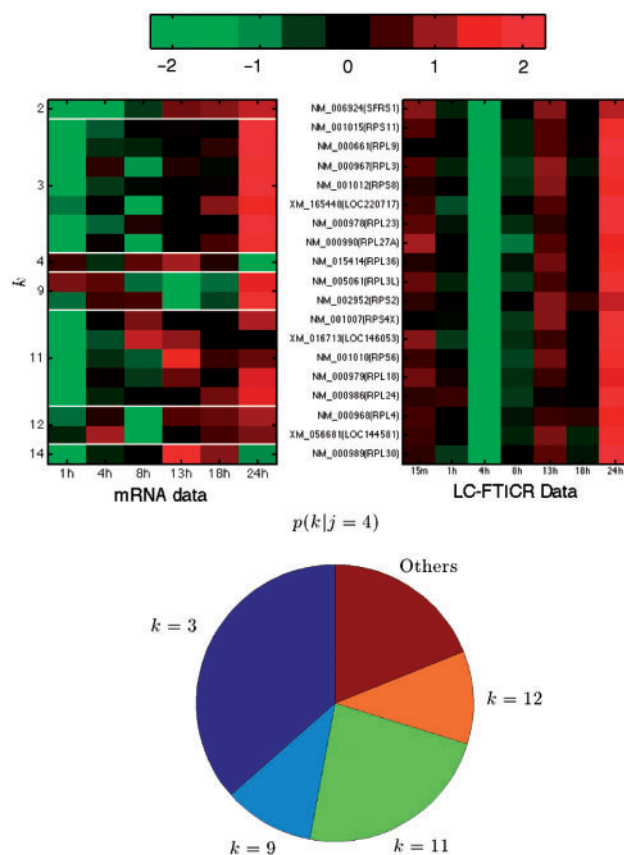 -2 -1 0 1 2
k
2
3
4
9
11
12
14
1h 4h 8h 13h 18h 24h
mRNA data
NM_006924(SFRS1)
NM_001015(RPS11)
NM_000661(RPL9)
NM_000967(RPL3)
NM_001012(RPS8)
XM_165448(LOC220717)
NM_000978(RPL23)
NM_000990(RPL27A)
NM_015414(RPL36)
NM_005061(RPL3L)
NM_002952(RPS2)
NM_001007(RPS4X)
XM_016713(LOC146053)
NM_001010(RPS6)
NM_000979(RPL18)
NM_000986(RPL24)
NM_000968(RPL4)
XM_056681(LOC144581)
NM_000989(RPL30)
15m 1h 4h 8h 13h 18h 24h
LC-FTICR Data
p(k|j = 4)
Others
k = 3
k = 12
k = 9
k = 11